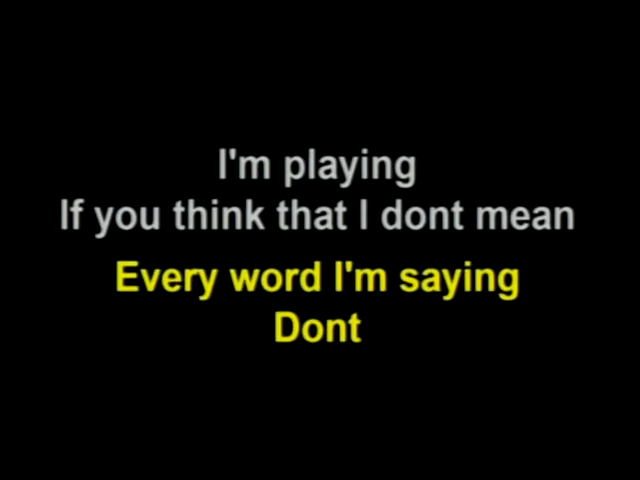 I'm playing
If you think that I dont mean
Every word I'm saying
Dont